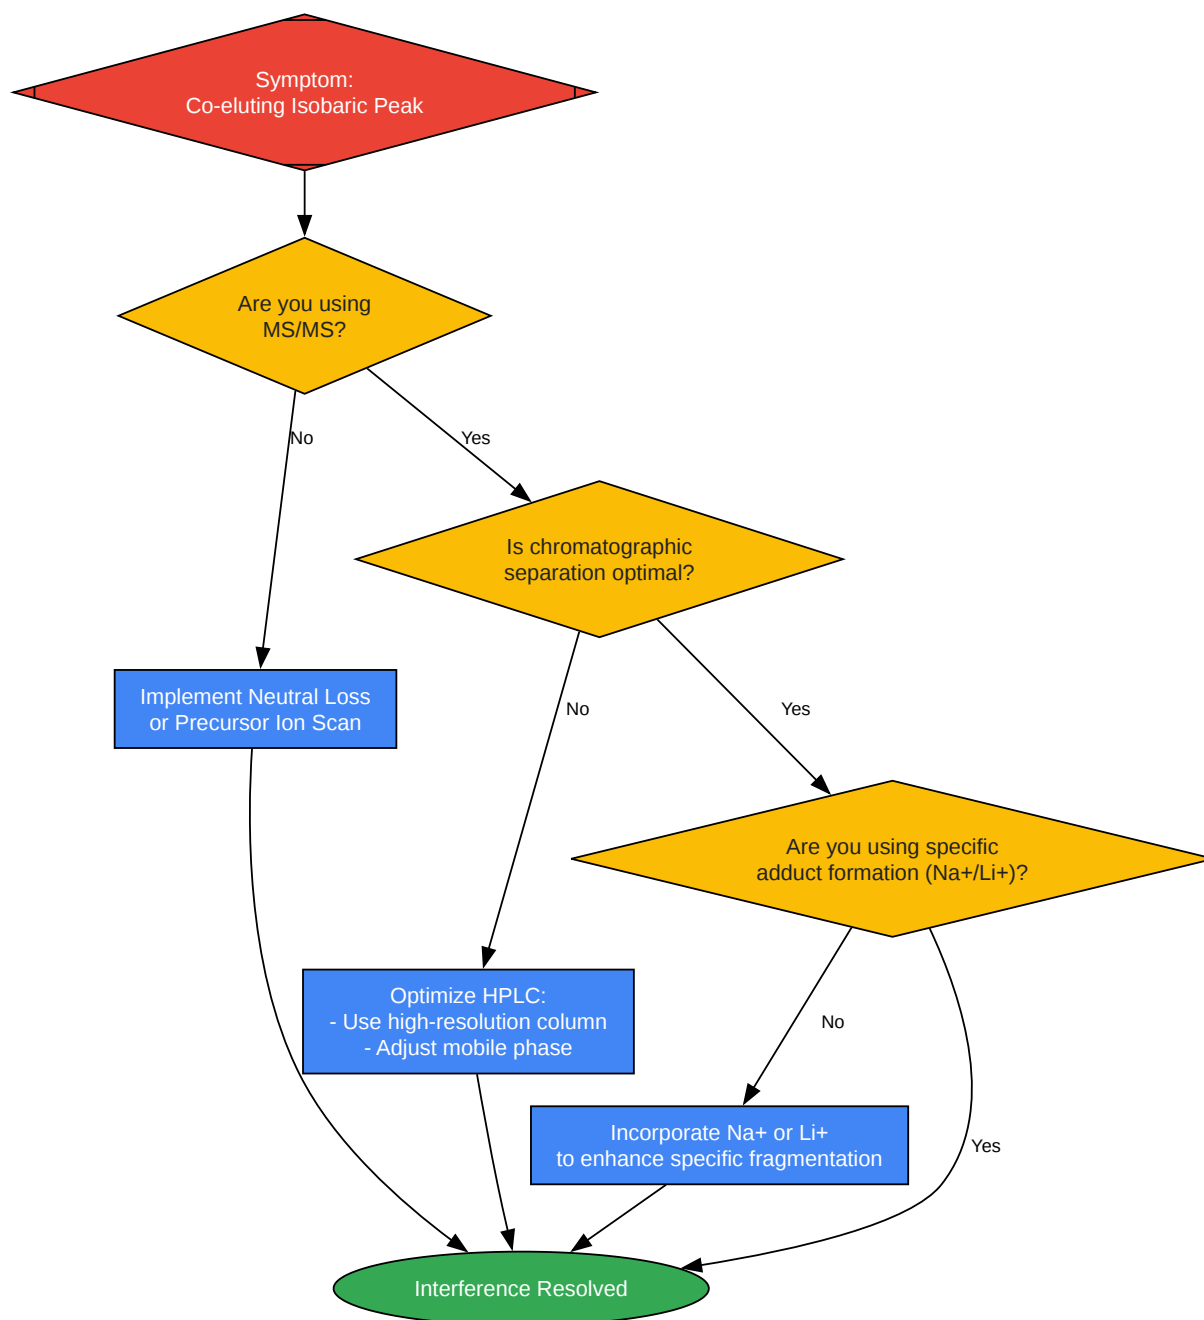 Symptom:
Co-eluting Isobaric Peak
Are you using
MS/MS?
No
Yes
Is chromatographic
separation optimal?
Implement Neutral Loss
or Precursor Ion Scan
No
Yes
Are you using specific
adduct formation (Na+/Li+)?
Optimize HPLC:
- Use high-resolution column
- Adjust mobile phase
No
Incorporate Na+ or Li+
to enhance specific fragmentation
Yes
Interference Resolved